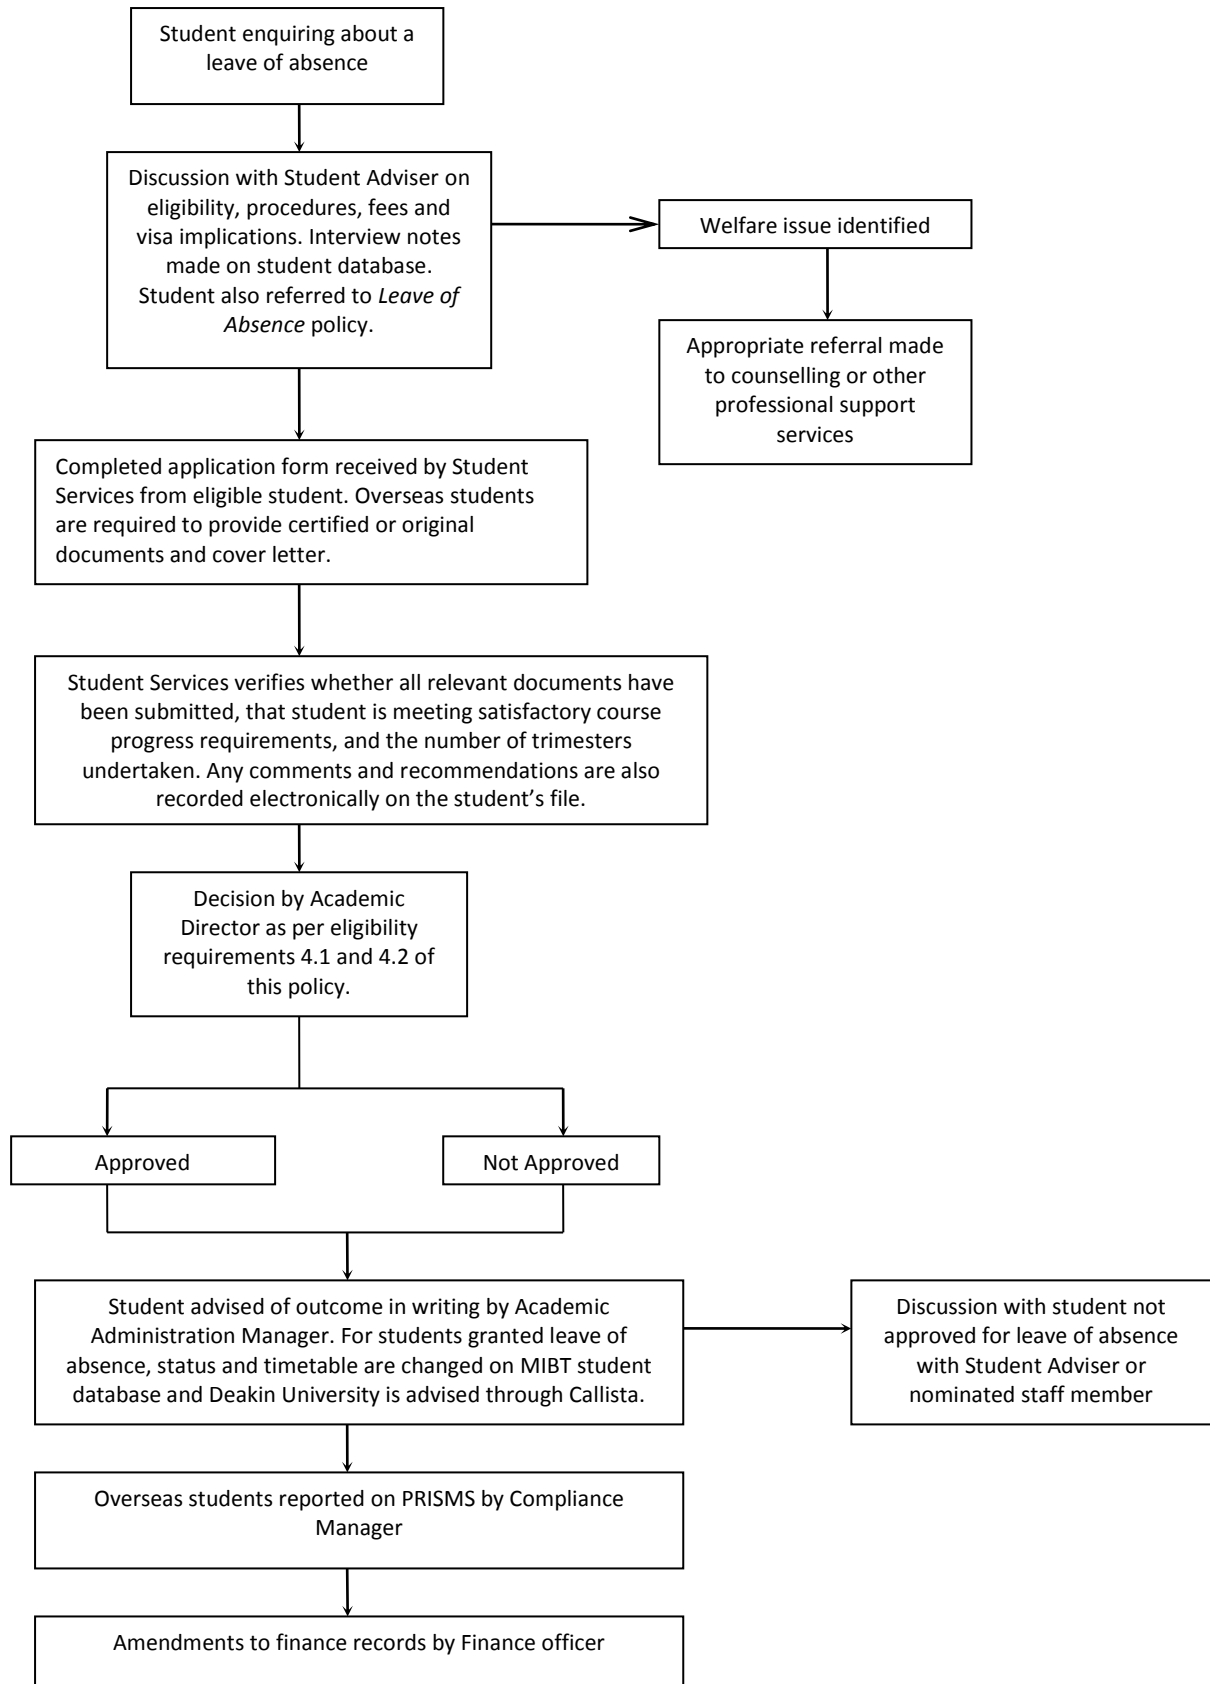 Student enquiring about a
leave of absence
Discussion with Student Adviser on
eligibility, procedures, fees and
visa implications. Interview notes
made on student database.
Student also referred to Leave of
Absence policy.
Welfare issue identified
Appropriate referral made
to counselling or other
professional support
services
Completed application form received by Student
Services from eligible student. Overseas students
are required to provide certified or original
documents and cover letter.
Student Services verifies whether all relevant documents have
been submitted, that student is meeting satisfactory course
progress requirements, and the number of trimesters
undertaken. Any comments and recommendations are also
recorded electronically on the student’s file.
Decision by Academic
Director as per eligibility
requirements 4.1 and 4.2 of
this policy.
Approved
Not Approved
Student advised of outcome in writing by Academic
Administration Manager. For students granted leave of
absence, status and timetable are changed on MIBT student
database and Deakin University is advised through Callista.
Discussion with student not
approved for leave of absence
with Student Adviser or
nominated staff member
Overseas students reported on PRISMS by Compliance
Manager
Amendments to finance records by Finance officer